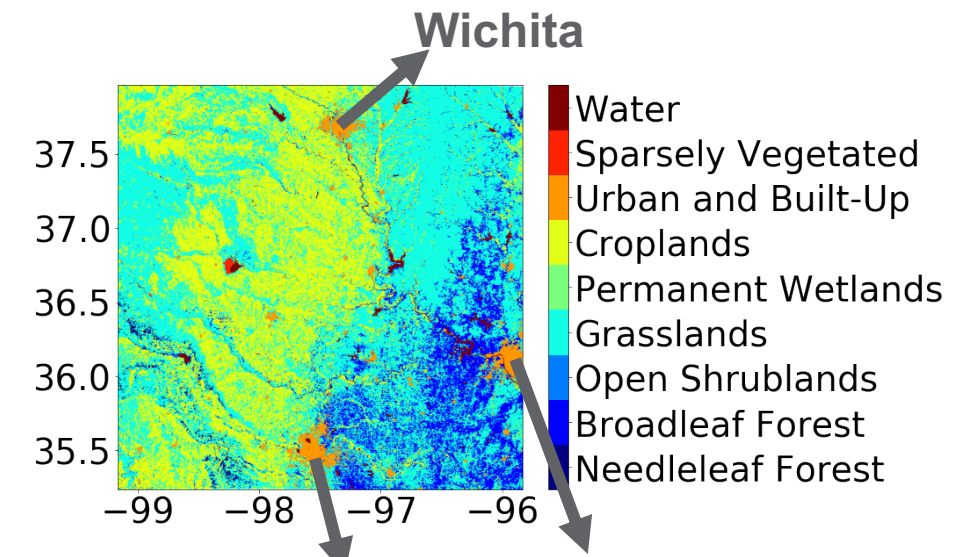 Wichita
37.5
37.0
36.5
36.0
35.5
−99
−98
−97
−96
Water
Sparsely Vegetated
Urban and Built-Up
Croplands
Permanent Wetlands
Grasslands
Open Shrublands
Broadleaf Forest
Needleleaf Forest